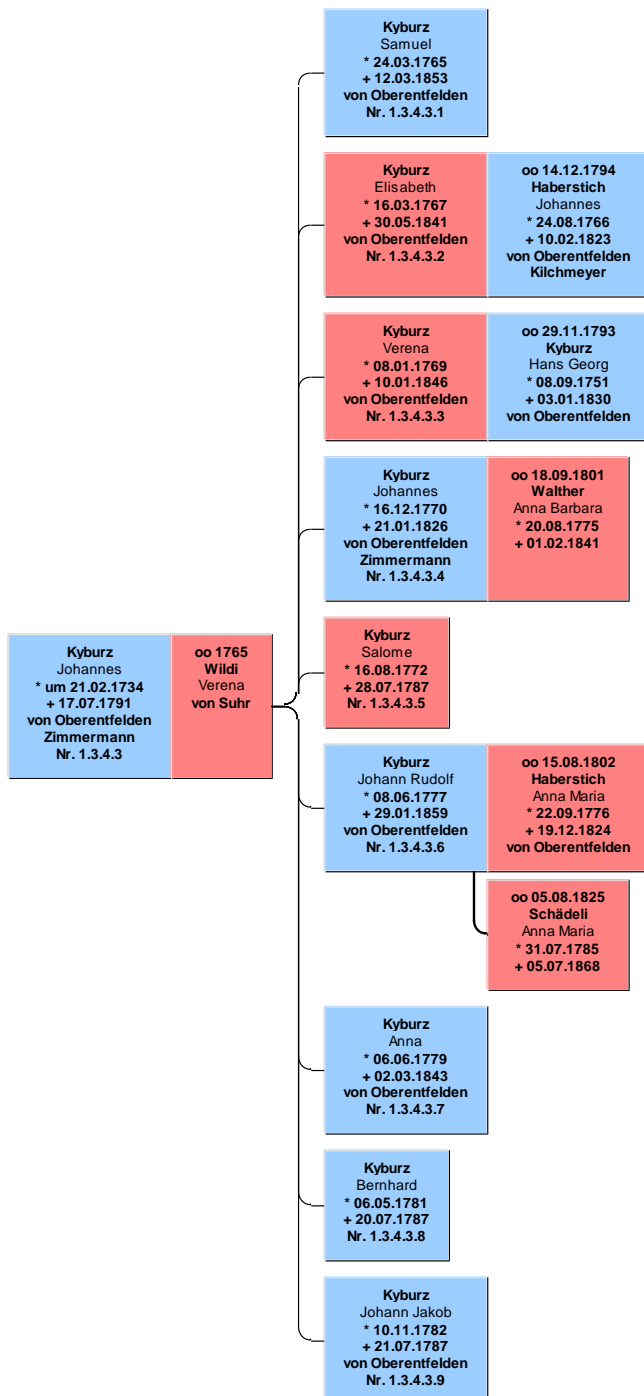 Kyburz
Samuel
* 24.03.1765
+ 12.03.1853
von Oberentfelden
Nr. 1.3.4.3.1
Kyburz
Elisabeth
* 16.03.1767
+ 30.05.1841
von Oberentfelden
Nr. 1.3.4.3.2
oo 14.12.1794
Haberstich
Johannes
* 24.08.1766
+ 10.02.1823
von Oberentfelden
Kilchmeyer
Kyburz
Verena
* 08.01.1769
+ 10.01.1846
von Oberentfelden
Nr. 1.3.4.3.3
oo 29.11.1793
Kyburz
Hans Georg
* 08.09.1751
+ 03.01.1830
von Oberentfelden
Kyburz
Johannes
* 16.12.1770
+ 21.01.1826
von Oberentfelden
Zimmermann
Nr. 1.3.4.3.4
oo 18.09.1801
Walther
Anna Barbara
* 20.08.1775
+ 01.02.1841
Kyburz
Johannes
* um 21.02.1734
+ 17.07.1791
von Oberentfelden
Zimmermann
Nr. 1.3.4.3
oo 1765
Wildi
Verena
von Suhr
Kyburz
Salome
* 16.08.1772
+ 28.07.1787
Nr. 1.3.4.3.5
Kyburz
Johann Rudolf
* 08.06.1777
+ 29.01.1859
von Oberentfelden
Nr. 1.3.4.3.6
oo 15.08.1802
Haberstich
Anna Maria
* 22.09.1776
+ 19.12.1824
von Oberentfelden
oo 05.08.1825
Schädeli
Anna Maria
* 31.07.1785
+ 05.07.1868
Kyburz
Anna
* 06.06.1779
+ 02.03.1843
von Oberentfelden
Nr. 1.3.4.3.7
Kyburz
Bernhard
* 06.05.1781
+ 20.07.1787
Nr. 1.3.4.3.8
Kyburz
Johann Jakob
* 10.11.1782
+ 21.07.1787
von Oberentfelden
Nr. 1.3.4.3.9